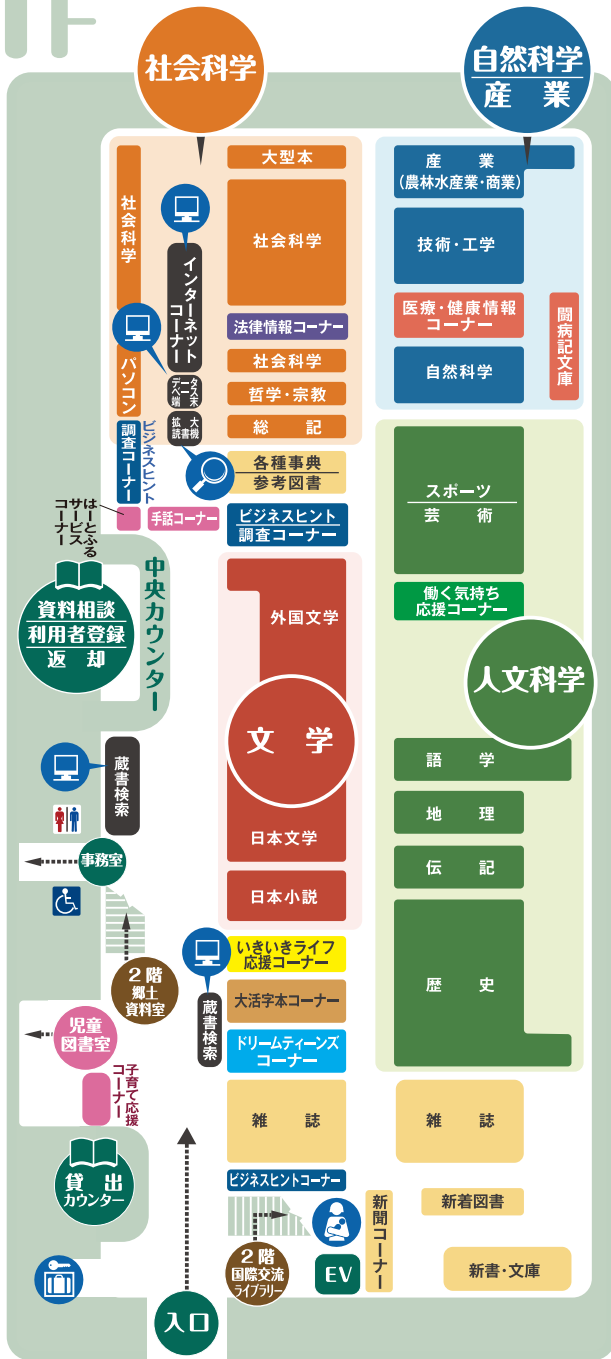 社会科学
自然科学
産業
大型本
産業
(農林水産業・商業)
社会科学
社会科学
技術・工学
インターネット
コーナー
法律情報コーナー
医療・健康情報
コーナー
闘病記文庫
社会科学
自然科学
パソコン
データベース
端末
哲学・宗教
拡大
読書機
総記
調査コーナー
ビジネスヒント
各種事典
参考図書
スポーツ
芸術
はーとふる
サービス
コーナー
手話コーナー
ビジネスヒント
調査コーナー
中央カウンター
資料相談
利用者登録
返却
外国文学
働く気持ち
応援コーナー
人文科学
文学
蔵書検索
語学
地理
日本文学
事務室
伝記
日本小説
いきいきライフ
応援コーナー
2階
郷土
資料室
歴史
大活字本コーナー
蔵書検索
児童
図書室
ドリームティーンズ
コーナー
子育て応援
コーナー
雑誌
雑誌
貸出
カウンター
ビジネスヒントコーナー
新聞コーナー
新着図書
2階
国際交流
ライブラリー
EV
新書・文庫
入口